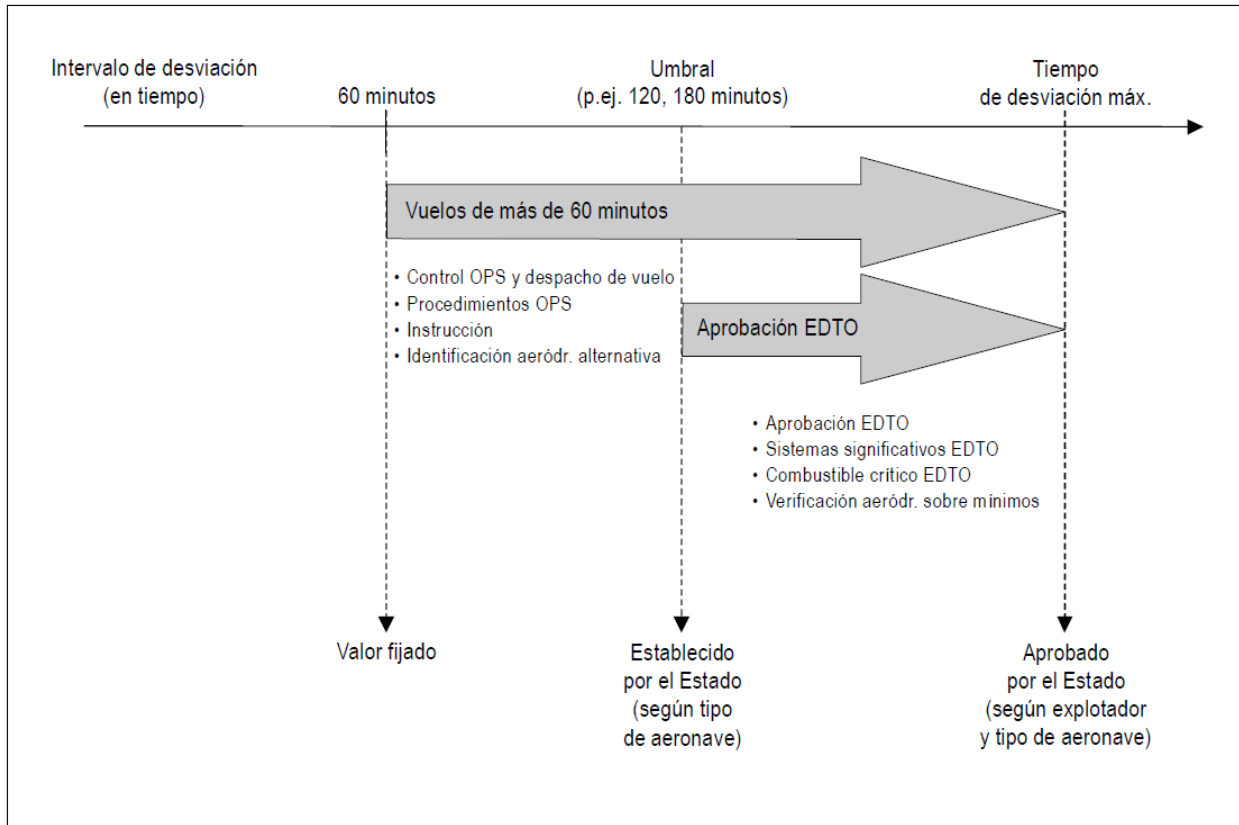 Intervalo de desviación
(en tiempo)
60 minutos
Umbral
(p.ej. 120, 180 minutos)
Tiempo
de desviación máx.
Vuelos de más de 60 minutos
• Control OPS y despacho de vuelo
• Procedimientos OPS
• Instrucción
• Identificación aeródr. alternativa
Aprobación EDTO
• Aprobación EDTO
• Sistemas significativos EDTO
• Combustible crítico EDTO
• Verificación aeródr. sobre mínimos
Valor fijado
Establecido
por el Estado
(según tipo
de aeronave)
Aprobado
por el Estado
(según explotador
y tipo de aeronave)